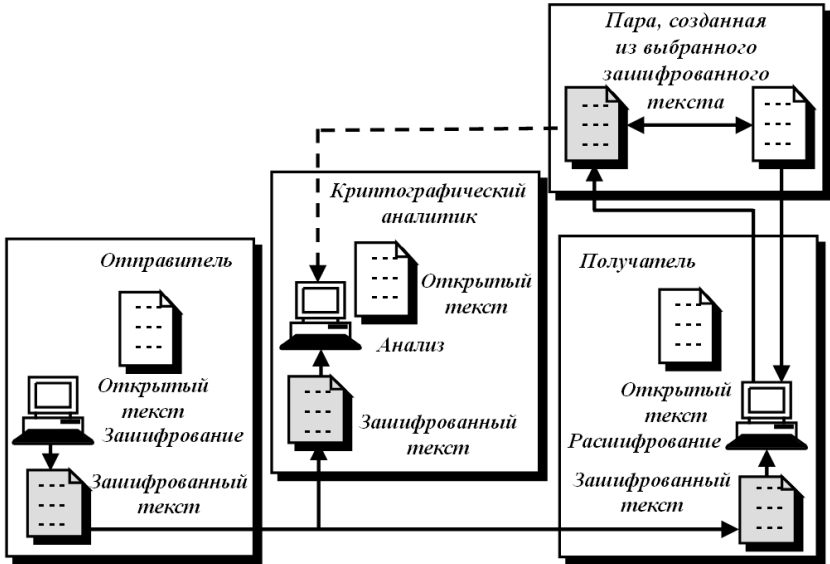 Пара, созданная
из выбранного
зашифрованного
текста
Криптографический
аналитик
Открытый
текст
Анализ
Зашифрованный
текст
Отправитель
Открытый
текст
Зашифрование
Зашифрованный
текст
Получатель
Открытый
текст
Расшифрование
Зашифрованный
текст